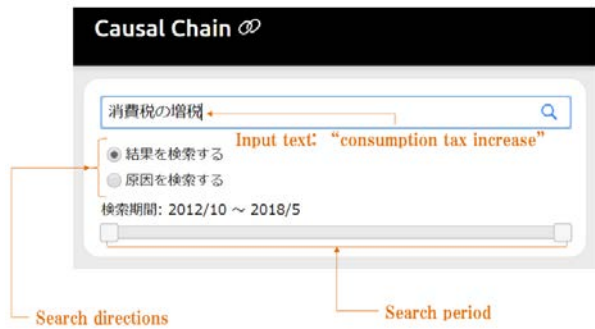 Causal Chain
消費税の増税
Input text: “consumption tax increase”
結果を検索する
原因を検索する
検索期間: 2012/10 ～ 2018/5
Search directions
Search period